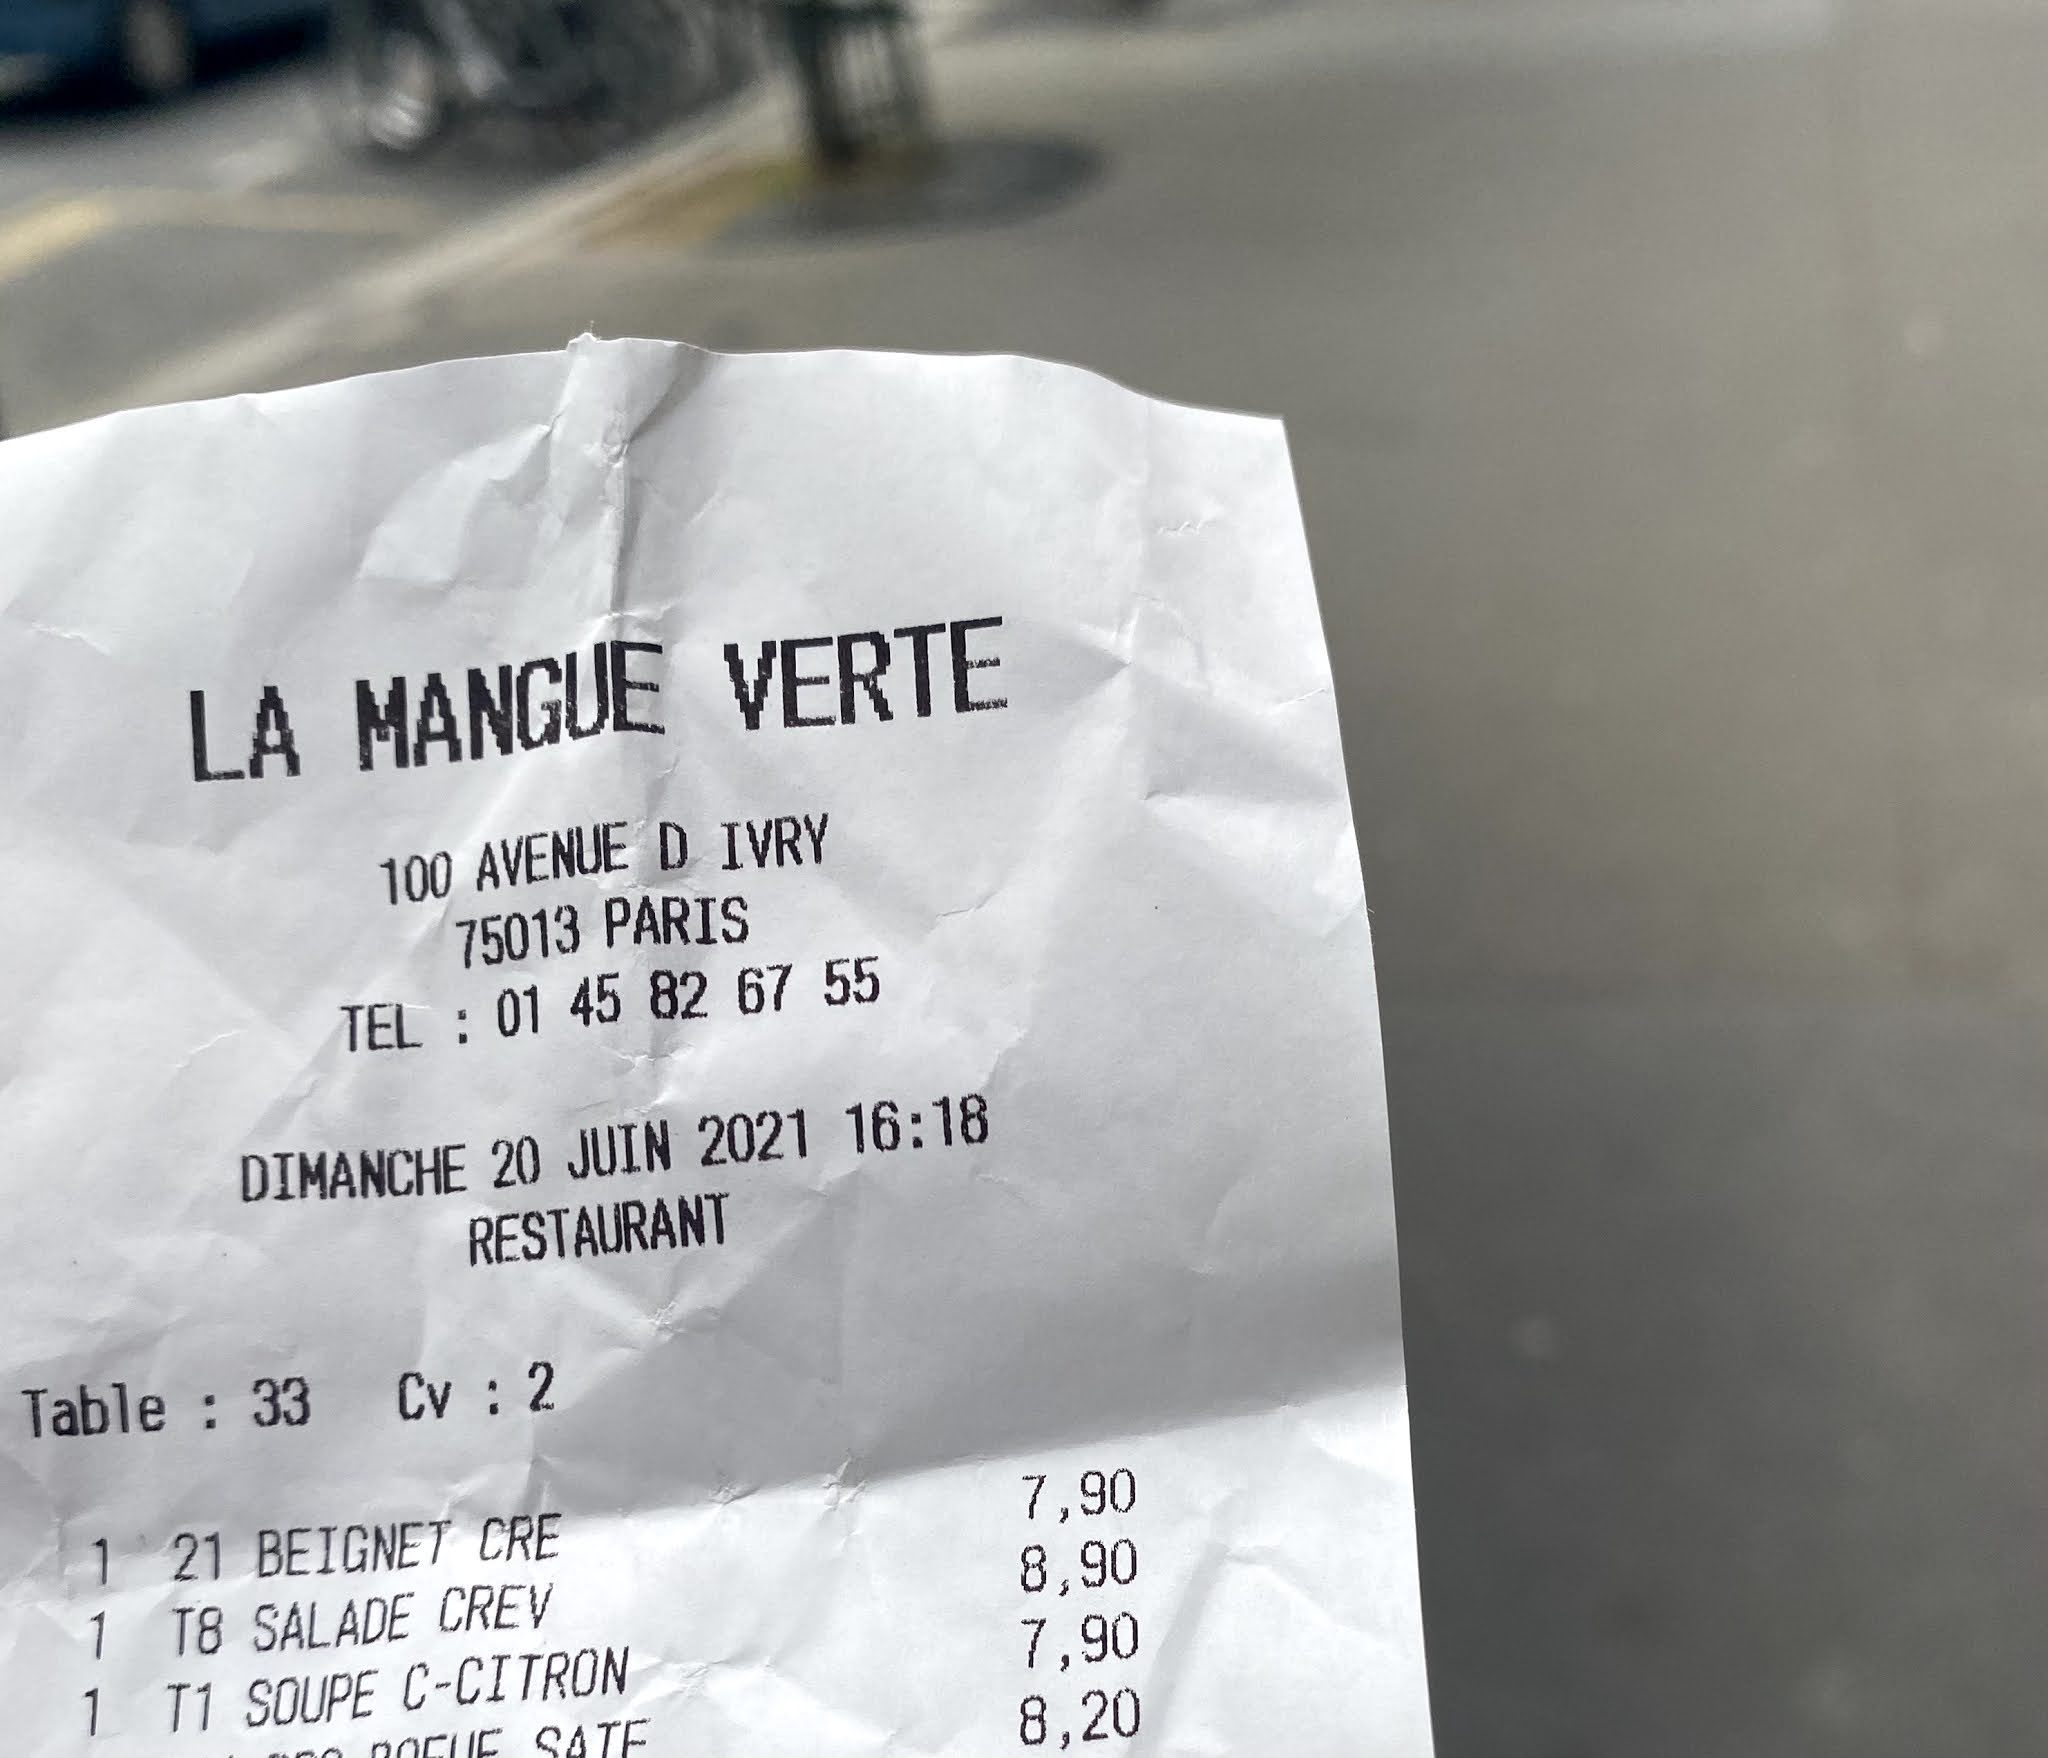 LA MANGUE VERTE
100 AVENUE D IVRY
75013 PARIS
TEL : 01 45 82 67 55
DIMANCHE 20 JUIN 2021 16:18
RESTAURANT
Table : 33 Cv : 2
1 21 BEIGNET CRE 7,90
1 T8 SALADE CREV 8,90
1 T1 SOUPE C-CITRON 7,90
BOEUF SATE 8,20